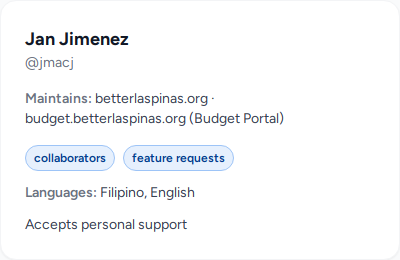 Jan Jimenez
@jmacj
Maintains: betterlaspinas.org ·
budget.betterlaspinas.org (Budget Portal)
collaborators feature requests
Languages: Filipino, English
Accepts personal support